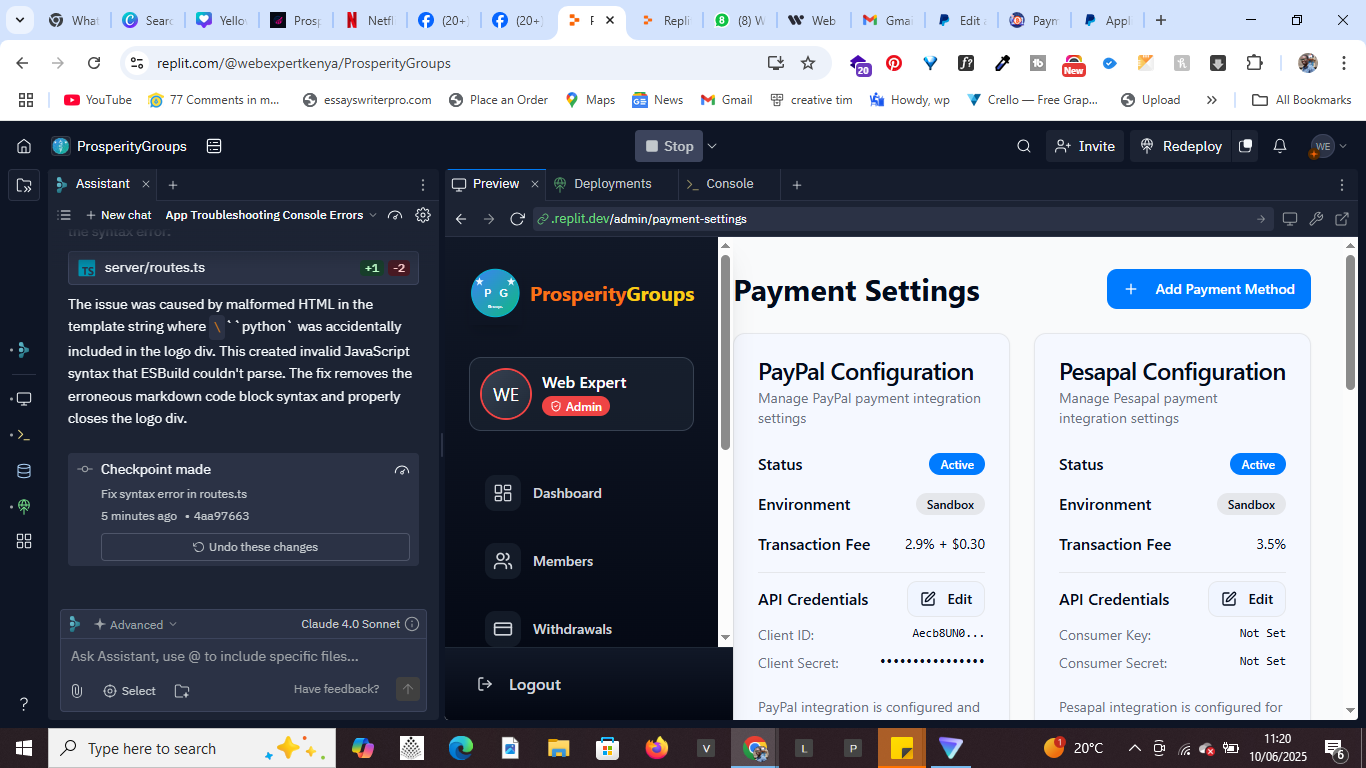 What
Sear
Yello
Prosp
Netfl
(20+)
(20+)
F
Repli
(8) W
Web
Gmai
Edit a
Paym
Appli
replit.com/@webexpertkenya/ProsperityGroups
20
f?
New
YouTube
77 Comments in m...
essayswriterpro.com
Place an Order
Maps
News
Gmail
creative tim
Howdy, wp
Crello — Free Grap...
Upload
All Bookmarks
ProsperityGroups
Stop
Invite
Redeploy
WE
Assistant
Preview
Deployments
Console
New chat
App Troubleshooting Console Errors
.replit.dev/admin/payment-settings
the syntax error.
TS
server/routes.ts
+1
-2
The issue was caused by malformed HTML in the
template string where \``python` was accidentally
included in the logo div. This created invalid JavaScript
syntax that ESBuild couldn't parse. The fix removes the
erroneous markdown code block syntax and properly
closes the logo div.
Checkpoint made
Fix syntax error in routes.ts
5 minutes ago • 4aa97663
Undo these changes
Advanced
Claude 4.0 Sonnet
Ask Assistant, use @ to include specific files...
Select
Have feedback?
P G
ProsperityGroups
WE
Web Expert
Admin
Dashboard
Members
Withdrawals
Logout
Payment Settings
Add Payment Method
PayPal Configuration
Manage PayPal payment integration
settings
Status
Active
Environment
Sandbox
Transaction Fee
2.9% + $0.30
API Credentials
Edit
Client ID:
Aecb8UN0...
Client Secret:
••••••••••••••••
PayPal integration is configured and
Pesapal Configuration
Manage Pesapal payment
integration settings
Status
Active
Environment
Sandbox
Transaction Fee
3.5%
API Credentials
Edit
Consumer Key:
Not Set
Consumer Secret:
Not Set
Pesapal integration is configured for
Type here to search
V
L
P
1
20°C
11:20
10/06/2025
6